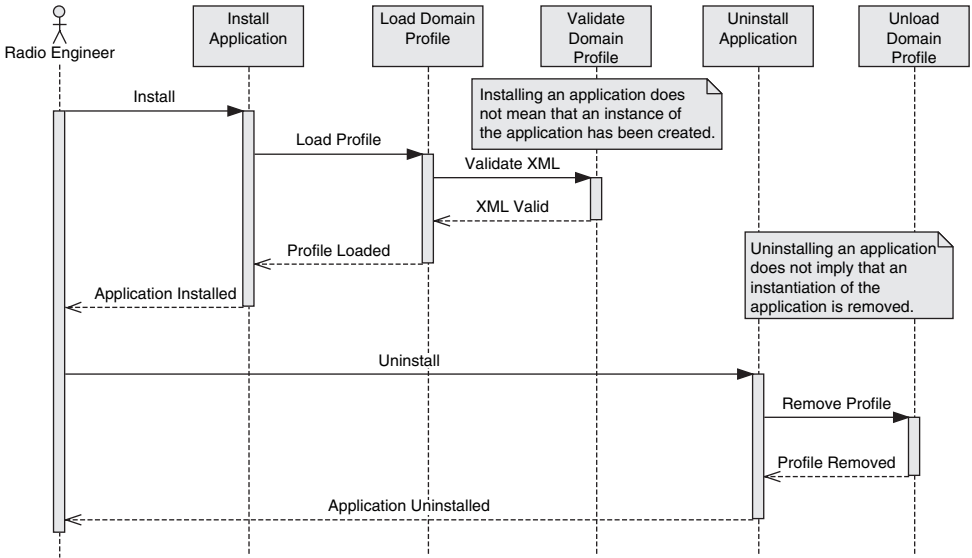 Radio Engineer
Install
Application
Load Domain
Profile
Validate
Domain
Profile
Uninstall
Application
Unload
Domain
Profile
Installing an application does
not mean that an instance of
the application has been created.
Install
Load Profile
Validate XML
XML Valid
Profile Loaded
Application Installed
Uninstalling an application
does not imply that an
instantiation of the
application is removed.
Uninstall
Remove Profile
Profile Removed
Application Uninstalled